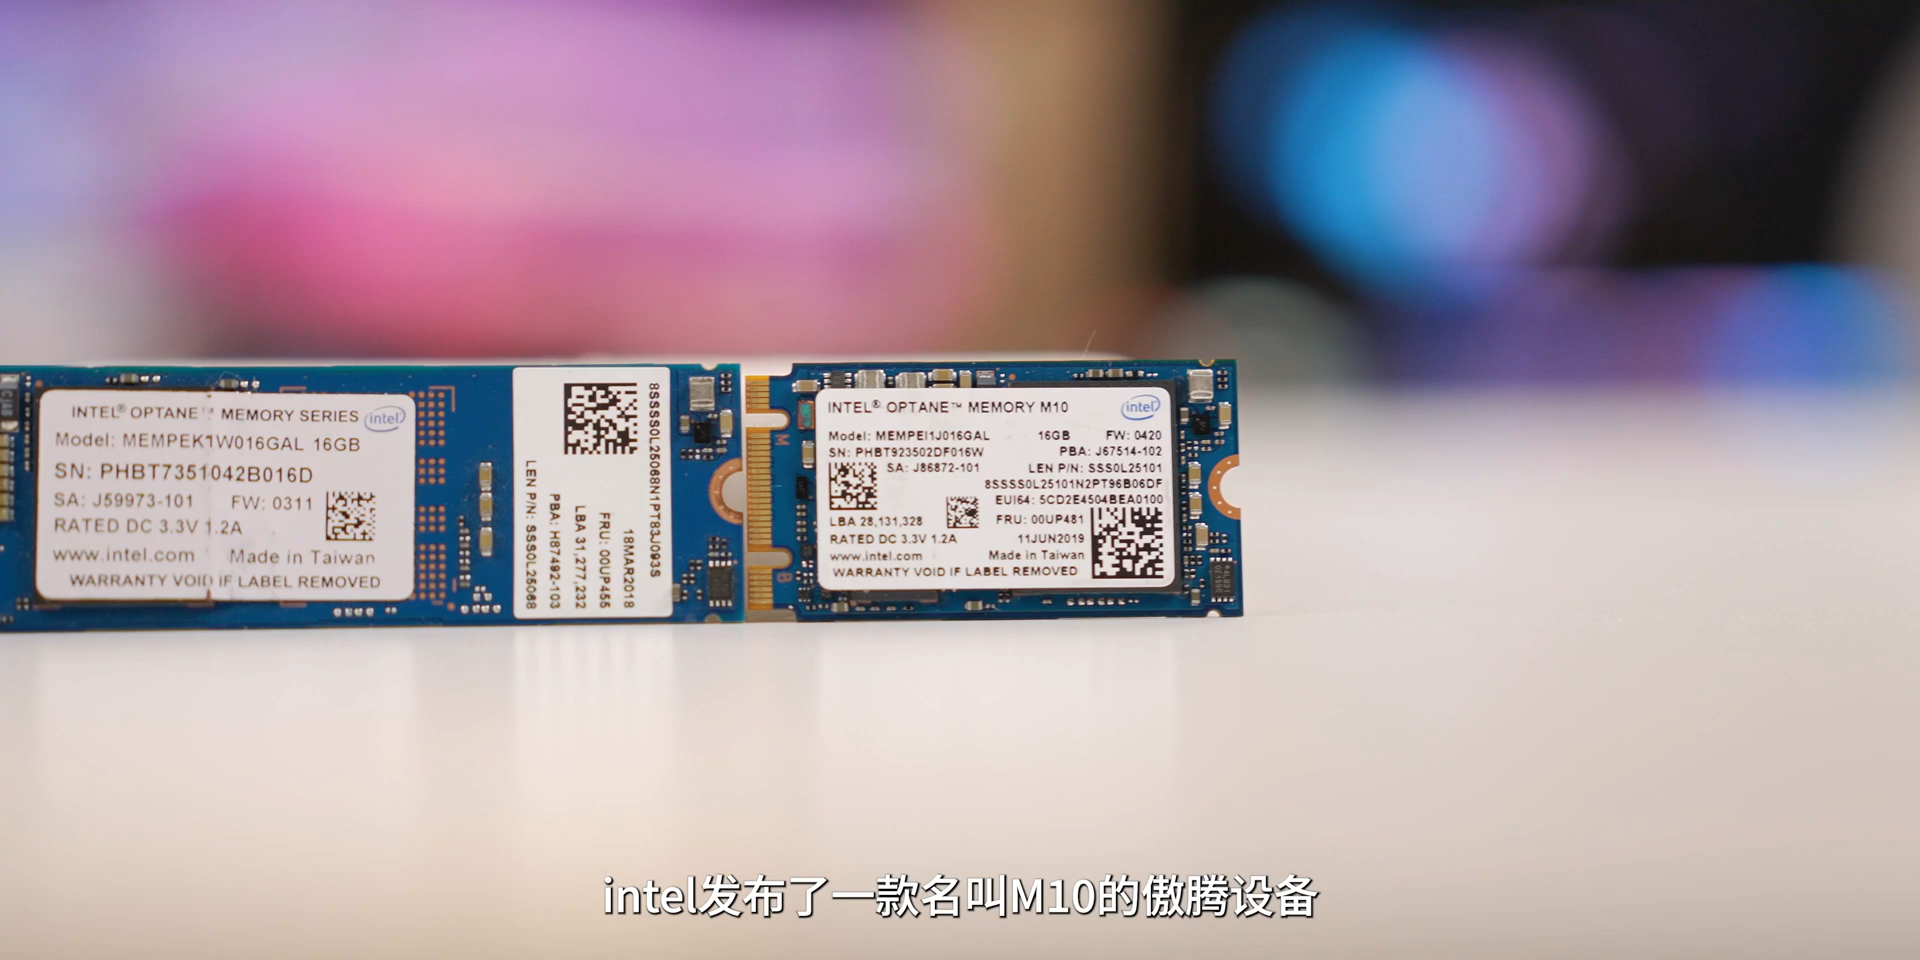 INTEL® OPTANE™ MEMORY SERIES intel
Model: MEMPEK1W016GAL 16GB
SN: PHBT7351042B016D
SA: J59973-101 FW: 0311
RATED DC 3.3V 1.2A
www.intel.com Made in Taiwan
WARRANTY VOID IF LABEL REMOVED
8SSSS0L25068N1PT83J093S
18MAR2018
FRU: 00UP455
LBA 31,277,232
PBA: H87492-103
LEN P/N: SSS0L25068
M
B
INTEL® OPTANE™ MEMORY M10 intel
Model: MEMPEI1J016GAL 16GB FW: 0420
SN: PHBT923502DF016W PBA: J67514-102
SA: J86872-101 LEN P/N: SSS0L25101
8SSSS0L25101N2PT96B06DF
EUI64: 5CD2E4504BEA0100
LBA 28,131,328 FRU: 00UP481
RATED DC 3.3V 1.2A 11JUN2019
www.intel.com Made in Taiwan
WARRANTY VOID IF LABEL REMOVED
intel发布了一款名叫M10的傲腾设备